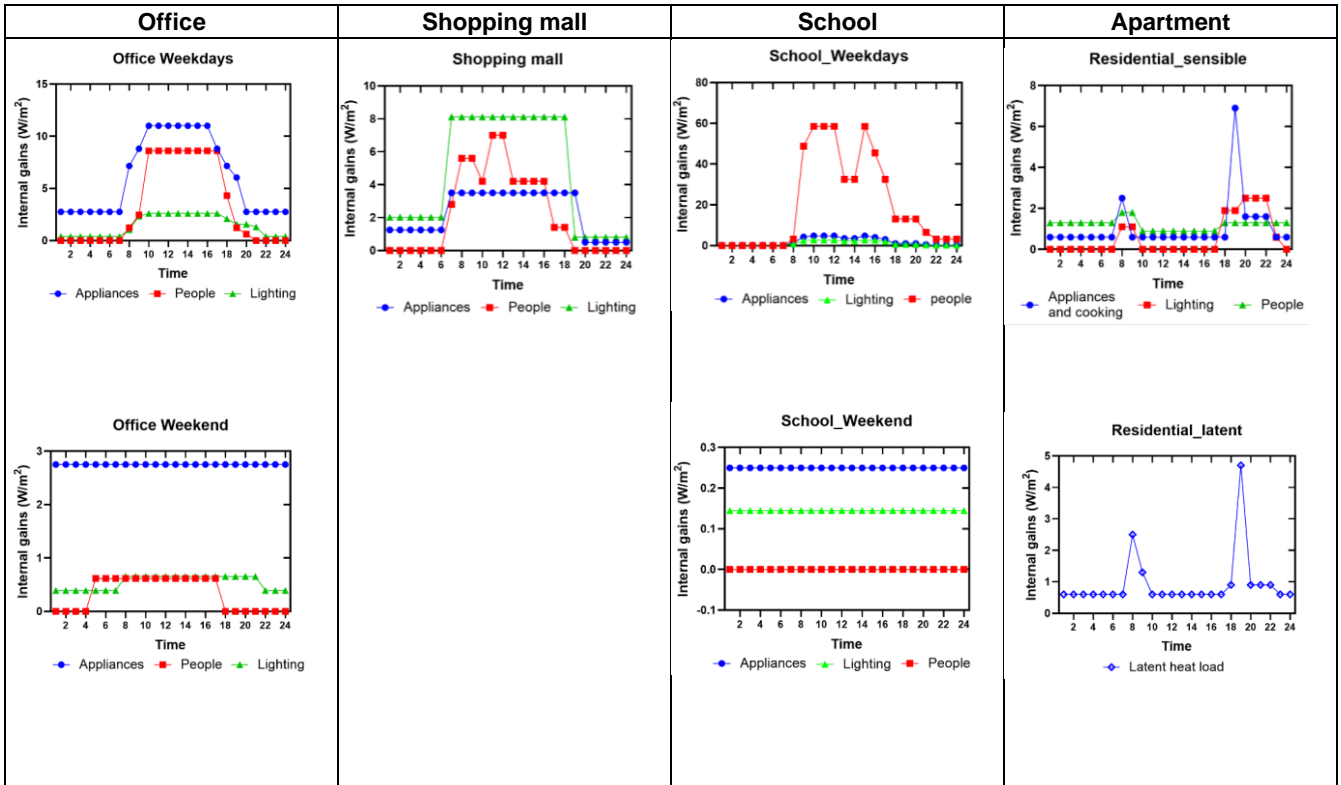 Office
Shopping mall
School
Apartment
Office Weekdays
Internal gains (W/m²)
15
10
5
0
2 4 6 8 10 12 14 16 18 20 22 24
Time
Appliances People Lighting
Shopping mall
Internal gains (W/m²)
10
8
6
4
2
0
2 4 6 8 10 12 14 16 18 20 22 24
Time
Appliances People Lighting
School_Weekdays
Internal gains (W/m²)
80
60
40
20
0
2 4 6 8 10 12 14 16 18 20 22 24
Time
Appliances Lighting people
Residential_sensible
Internal gains (W/m²)
8
6
4
2
0
2 4 6 8 10 12 14 16 18 20 22 24
Time
Appliances
and cooking
Lighting People
Office Weekend
Internal gains (W/m²)
3
2
1
0
2 4 6 8 10 12 14 16 18 20 22 24
Time
Appliances People Lighting
School_Weekend
Internal gains (W/m²)
0.3
0.2
0.1
0.0
-0.1
2 4 6 8 10 12 14 16 18 20 22 24
Time
Appliances Lighting People
Residential_latent
Internal gains (W/m²)
5
4
3
2
1
0
2 4 6 8 10 12 14 16 18 20 22 24
Time
Latent heat load